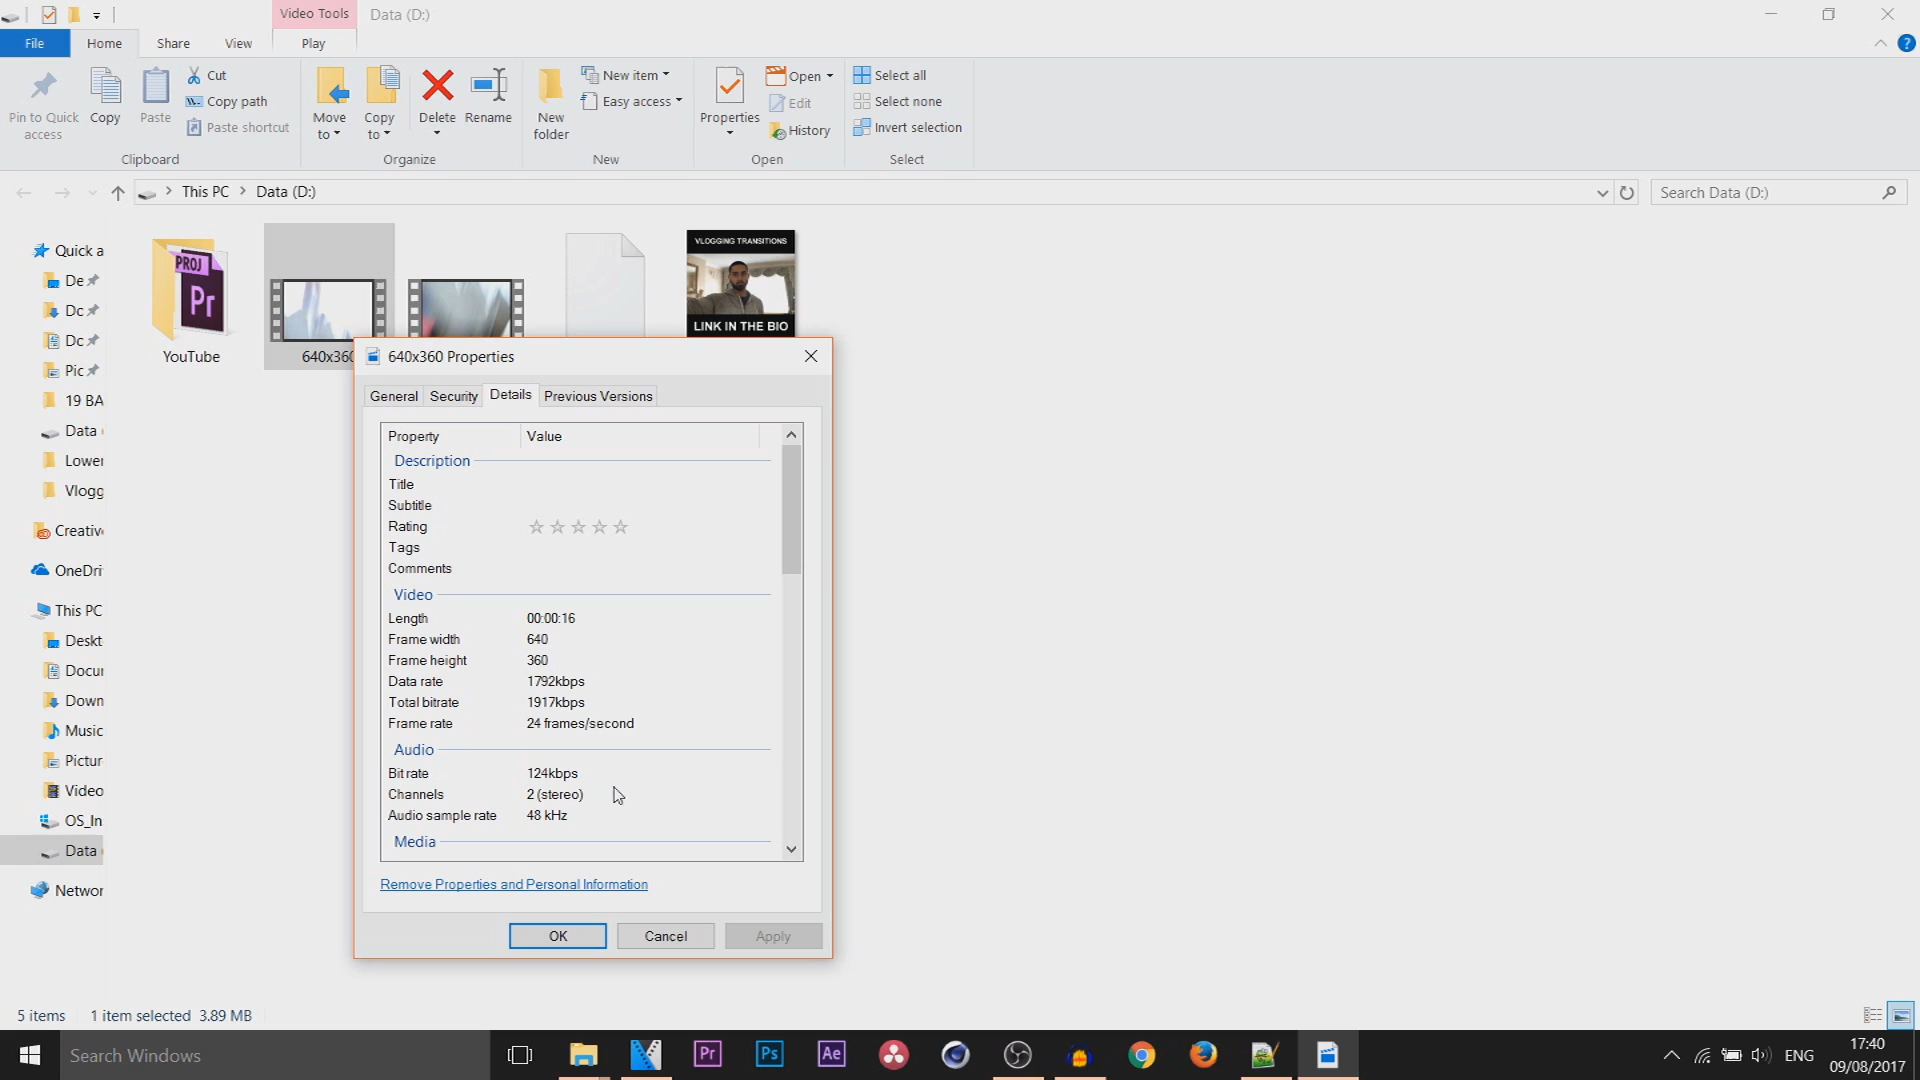 Video Tools
Data (D:)
File
Home
Share
View
Play
Pin to Quick
access
Copy
Paste
Cut
Copy path
Paste shortcut
Clipboard
Move
to
Copy
to
Delete
Rename
Organize
New
folder
New item
Easy access
New
Properties
Open
Edit
History
Open
Select all
Select none
Invert selection
Select
This PC
Data (D:)
Search Data (D:)
Quick a
De
Dc
Dc
Pic
19 BA
Data
Lower
Vlogg
Creative
OneDri
This PC
Deskt
Docur
Down
Music
Pictur
Video
OS_In
Data
Networ
PROJ
Pr
YouTube
640x360
VLOGGING TRANSITIONS
LINK IN THE BIO
640x360 Properties
General
Security
Details
Previous Versions
Property
Value
Description
Title
Subtitle
Rating
Tags
Comments
Video
Length 00:00:16
Frame width 640
Frame height 360
Data rate 1792kbps
Total bitrate 1917kbps
Frame rate 24 frames/second
Audio
Bit rate 124kbps
Channels 2 (stereo)
Audio sample rate 48 kHz
Media
Remove Properties and Personal Information
OK
Cancel
Apply
5 items
1 item selected 3.89 MB
Search Windows
Pr
Ps
Ae
ENG
17:40
09/08/2017